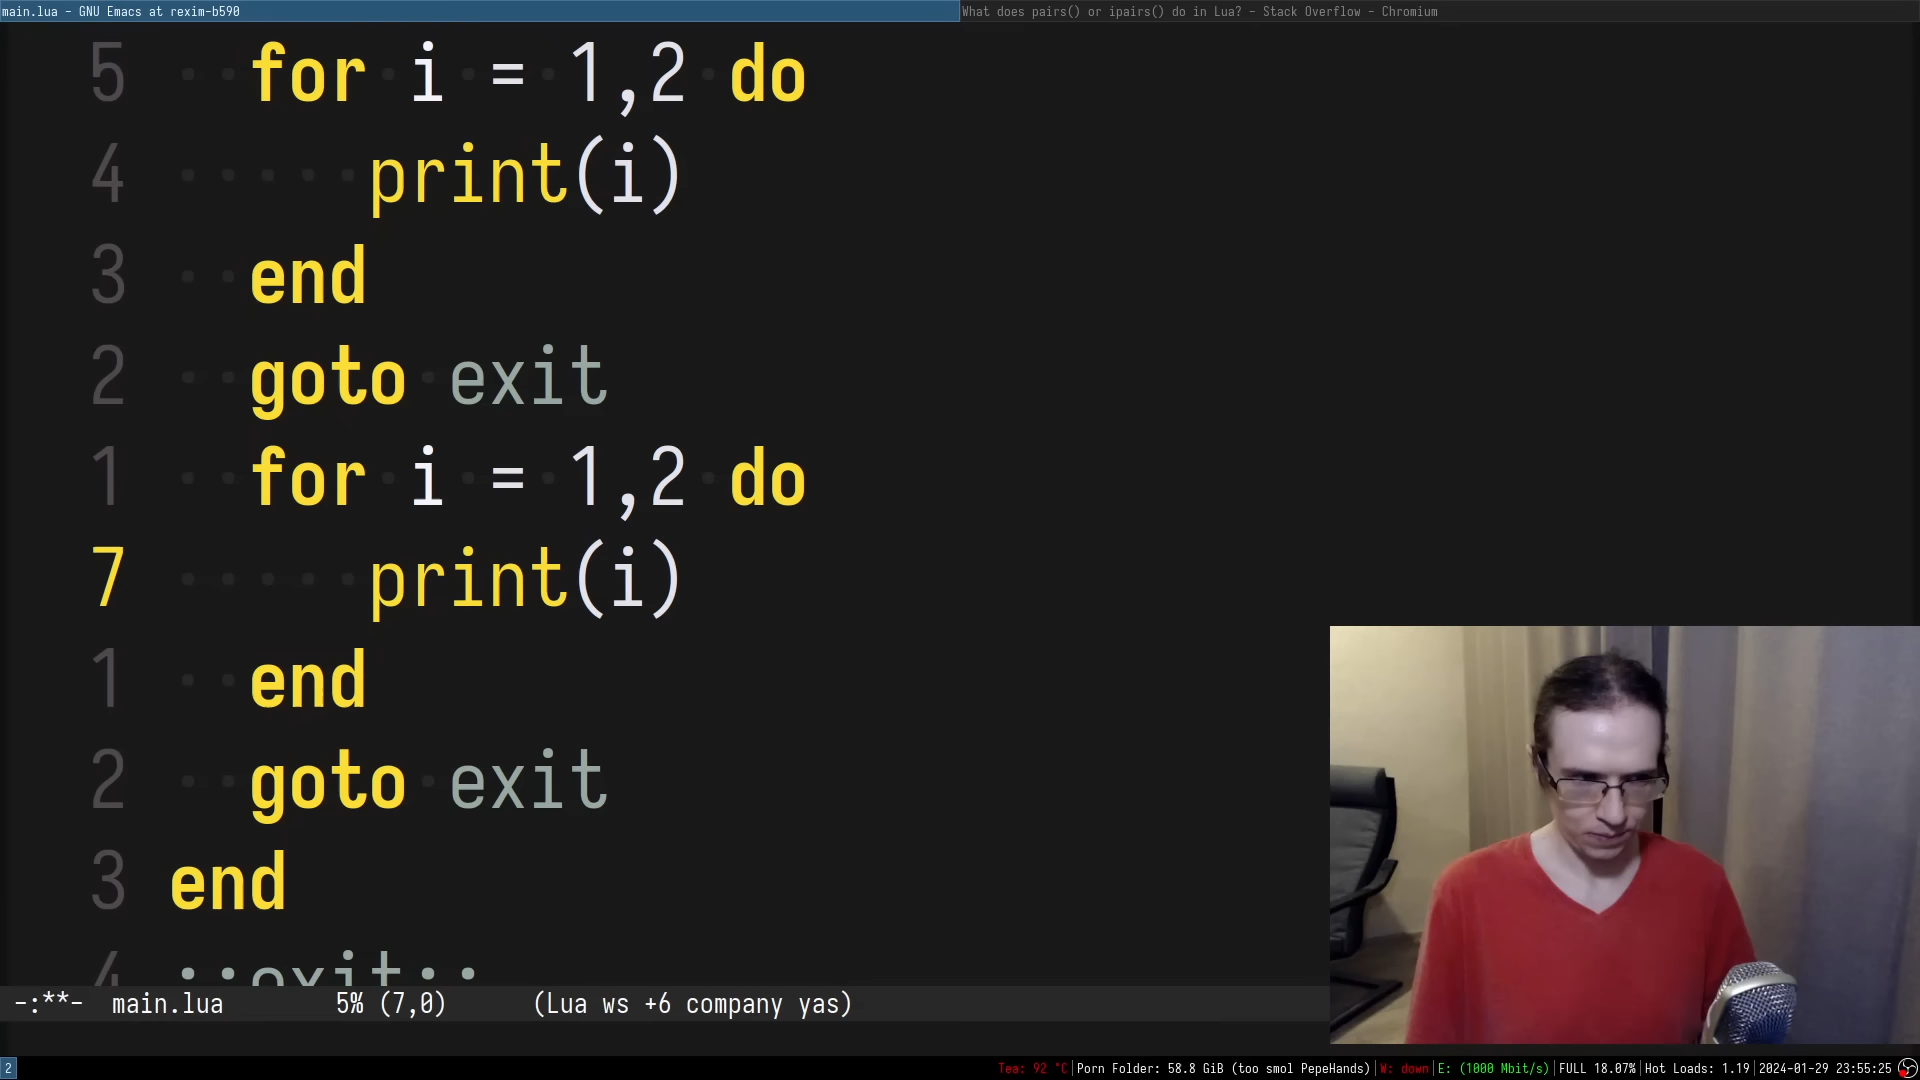 main.lua - GNU Emacs at rexim-b590
What does pairs() or ipairs() do in Lua? - Stack Overflow - Chromium
5 for i = 1,2 do
4 print(i)
3 end
2 goto exit
1 for i = 1,2 do
7 print(i)
1 end
2 goto exit
3 end
4 ::exit::
-:**- main.lua 5% (7,0) (Lua ws +6 company yas)
2 Tea: 92 °C|Porn Folder: 58.8 GiB (too smol PepeHands)|W: down|E: (1000 Mbit/s)|FULL 18.07%|Hot Loads: 1.19|2024-01-29 23:55:25